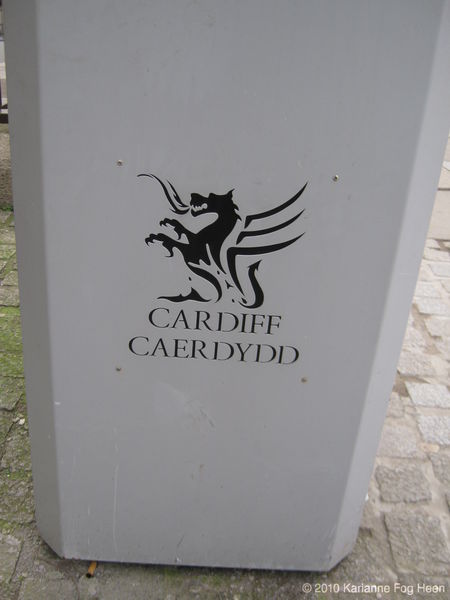 CARDIFF
CAERDYDD
© 2010 Karianne Fog Heen